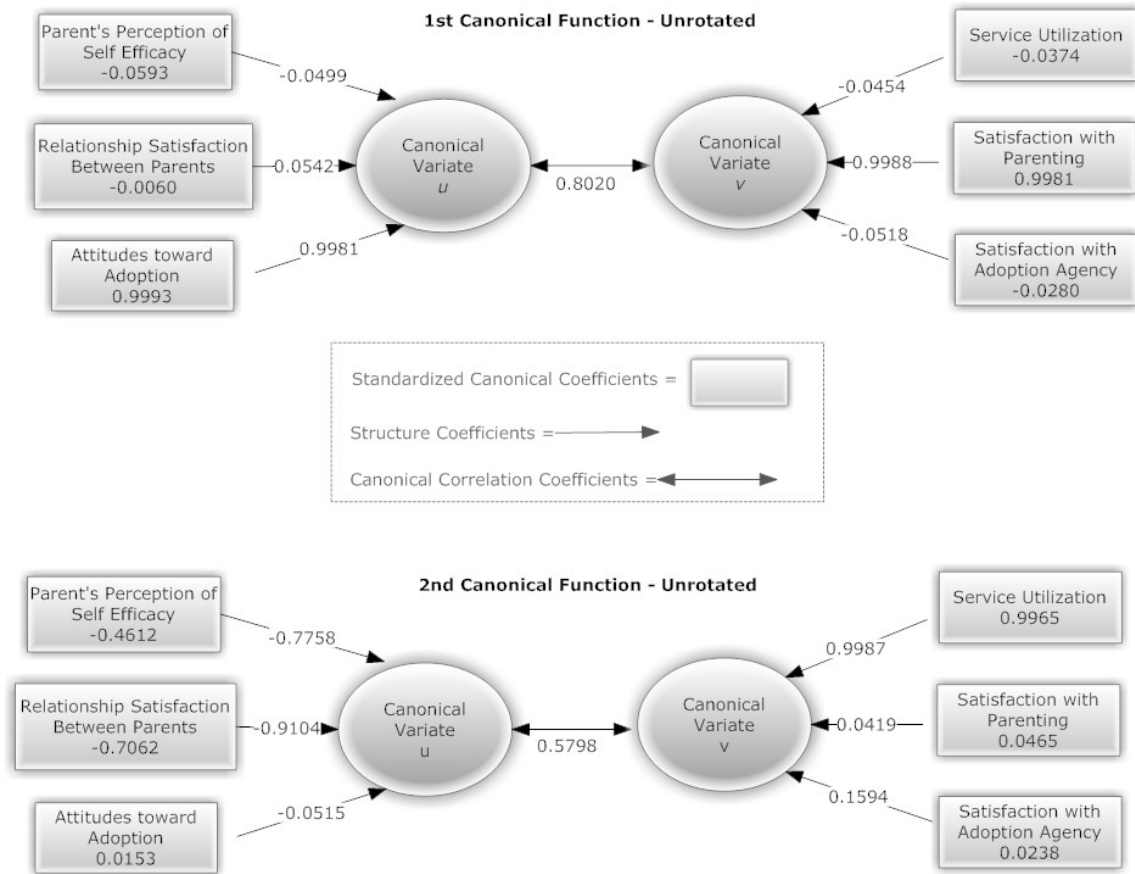 1st Canonical Function - Unrotated
Parent's Perception of
Self Efficacy
-0.0593
-0.0499
Relationship Satisfaction
Between Parents
-0.0060
-0.0542
Attitudes toward
Adoption
0.9993
0.9981
Canonical
Variate
u
0.8020
Canonical
Variate
v
Service Utilization
-0.0374
-0.0454
Satisfaction with
Parenting
0.9981
0.9988
Satisfaction with
Adoption Agency
-0.0280
-0.0518
Standardized Canonical Coefficients =
Structure Coefficients =
Canonical Correlation Coefficients =
2nd Canonical Function - Unrotated
Parent's Perception of
Self Efficacy
-0.4612
-0.7758
Relationship Satisfaction
Between Parents
-0.7062
-0.9104
Attitudes toward
Adoption
0.0153
-0.0515
Canonical
Variate
u
0.5798
Canonical
Variate
v
Service Utilization
0.9965
0.9987
Satisfaction with
Parenting
0.0465
0.0419
Satisfaction with
Adoption Agency
0.0238
0.1594